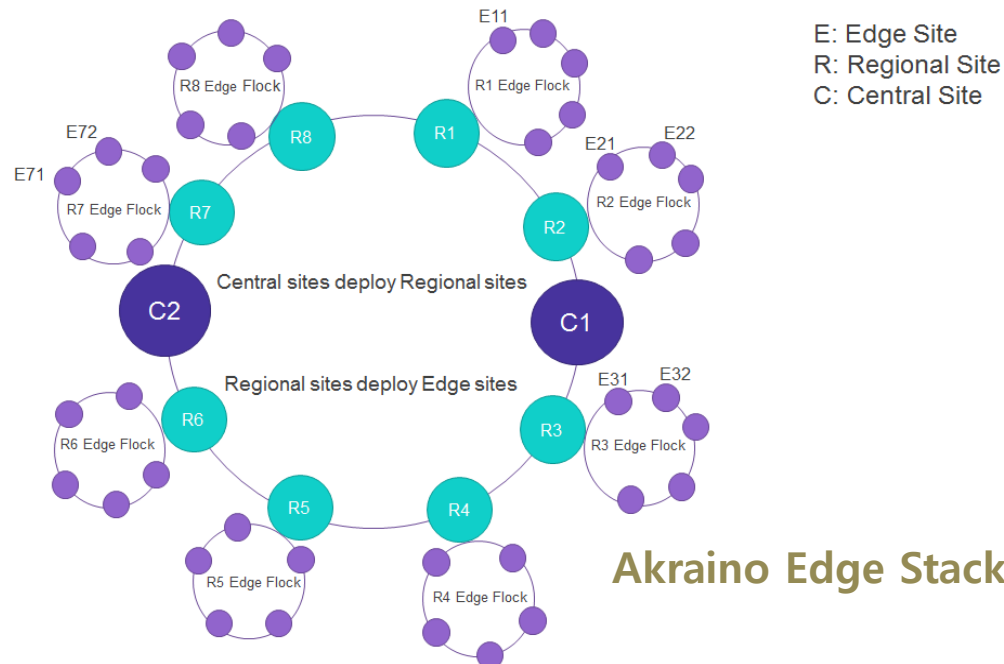 E11
E: Edge Site
R: Regional Site
C: Central Site
R8 Edge Flock
R1 Edge Flock
R8
R1
E72
E71
E21
E22
R7 Edge Flock
R2 Edge Flock
R7
R2
Central sites deploy Regional sites
C2
C1
Regional sites deploy Edge sites
E31
E32
R6
R3
R6 Edge Flock
R3 Edge Flock
R5
R4
R5 Edge Flock
R4 Edge Flock
Akraino Edge Stack